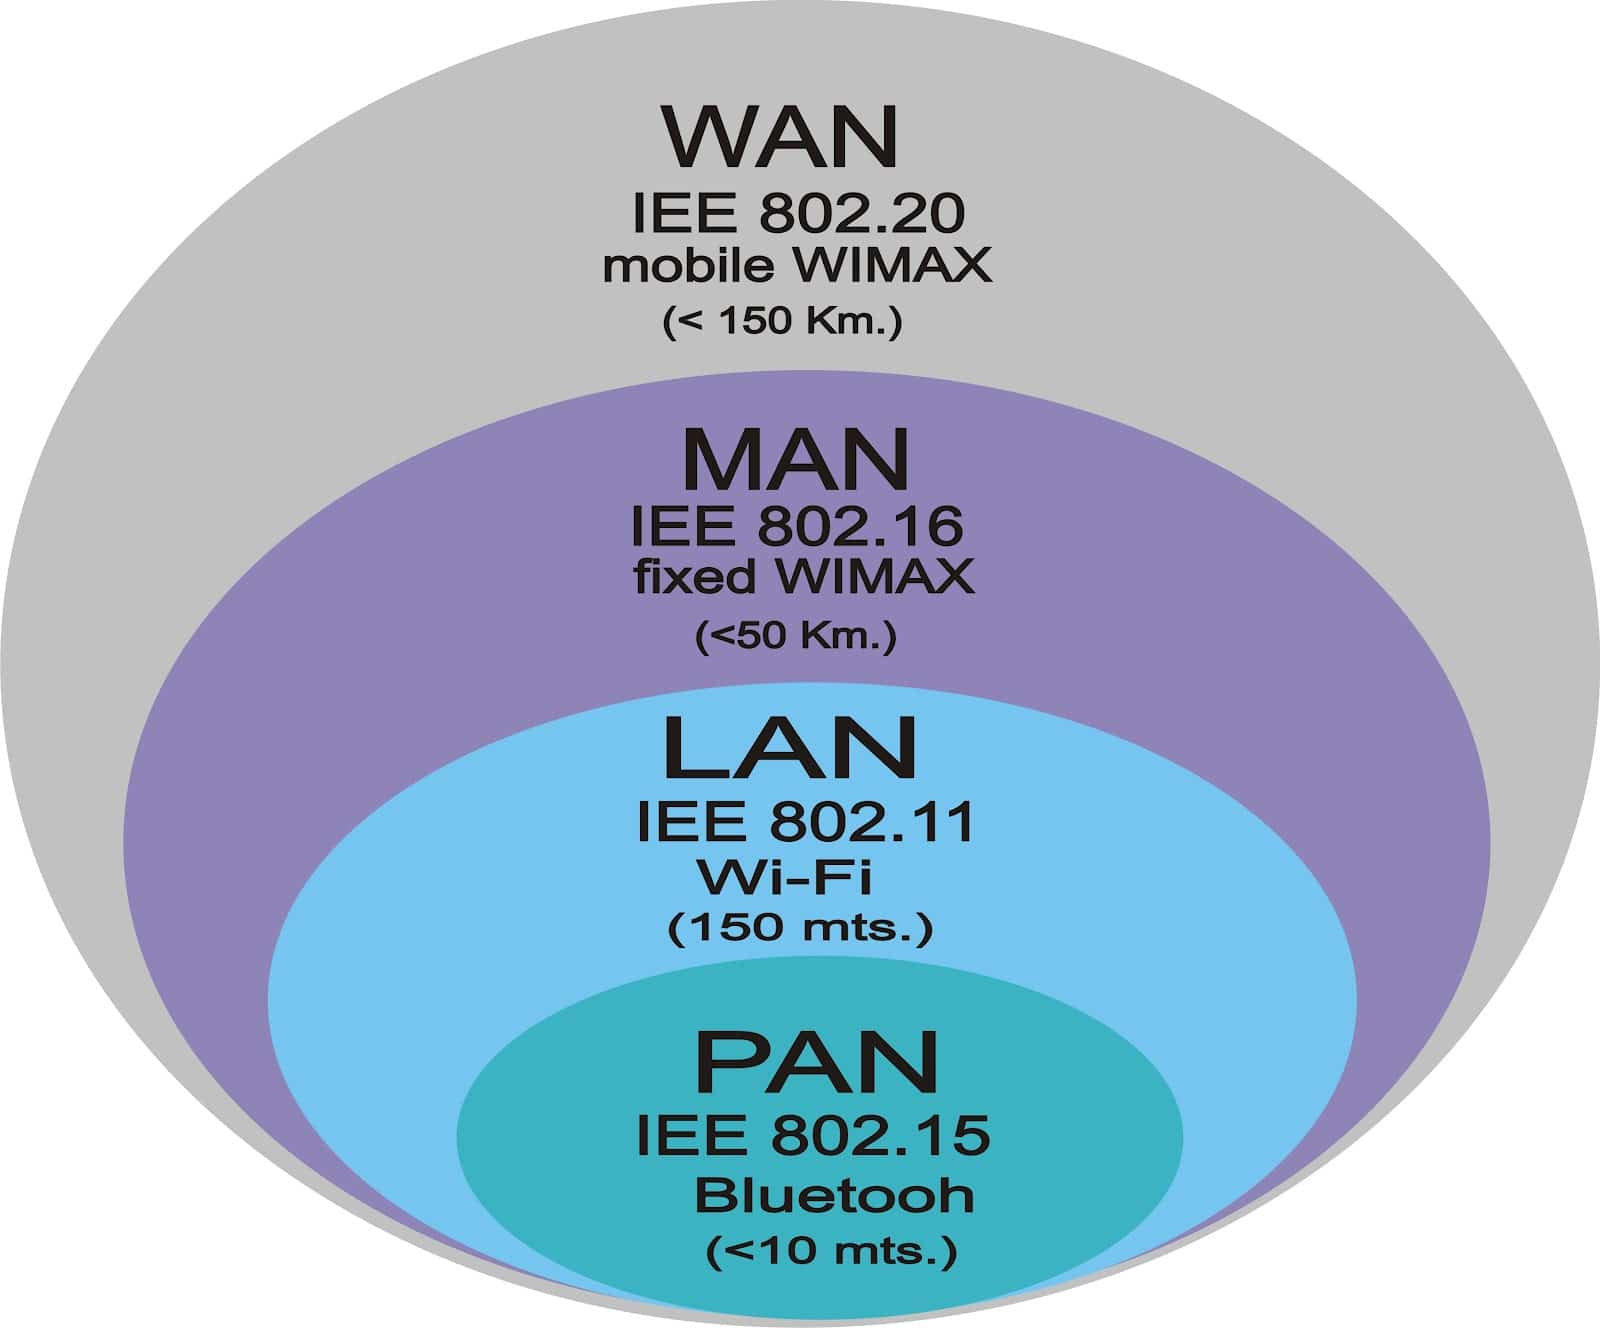 WAN
IEE 802.20
mobile WIMAX
(< 150 Km.)
MAN
IEE 802.16
fixed WIMAX
(<50 Km.)
LAN
IEE 802.11
Wi-Fi
(150 mts.)
PAN
IEE 802.15
Bluetooh
(<10 mts.)